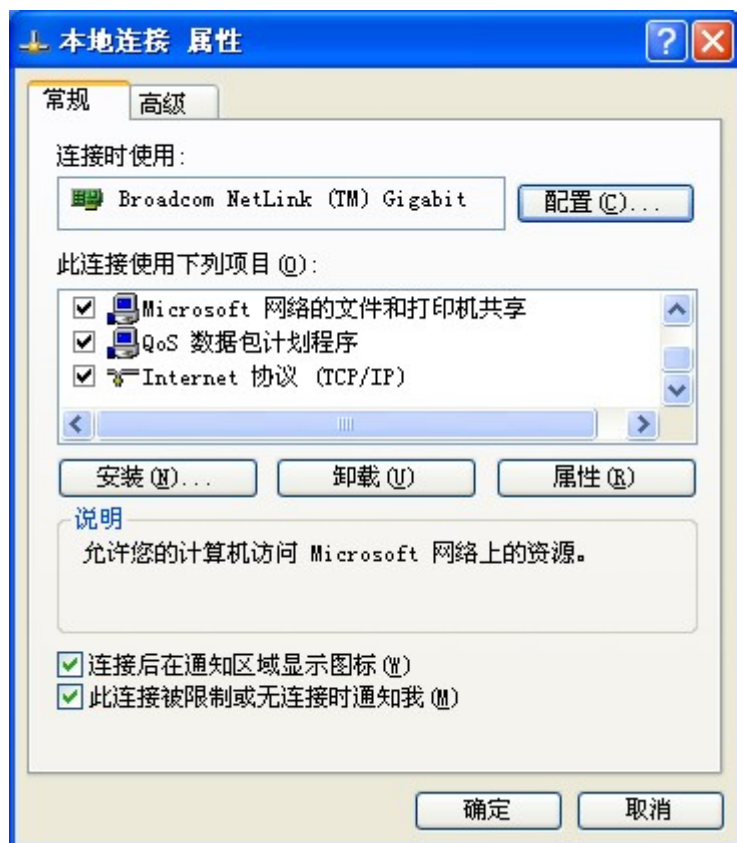 本地连接 属性
常规
高级
连接时使用:
Broadcom NetLink (TM) Gigabit
配置(C)...
此连接使用下列项目(O):
Microsoft 网络的文件和打印机共享
QoS 数据包计划程序
Internet 协议 (TCP/IP)
安装(N)...
卸载(U)
属性(R)
说明
允许您的计算机访问 Microsoft 网络上的资源。
连接后在通知区域显示图标(W)
此连接被限制或无连接时通知我(M)
确定
取消